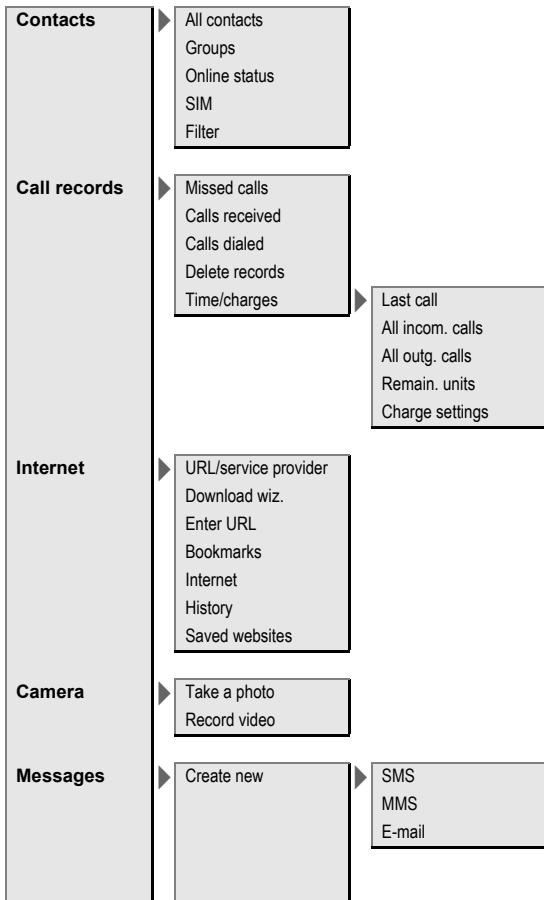 Contacts
All contacts
Groups
Online status
SIM
Filter
Call records
Missed calls
Calls received
Calls dialed
Delete records
Time/charges
Last call
All incom. calls
All outg. calls
Remain. units
Charge settings
Internet
URL/service provider
Download wiz.
Enter URL
Bookmarks
Internet
History
Saved websites
Camera
Take a photo
Record video
Messages
Create new
SMS
MMS
E-mail